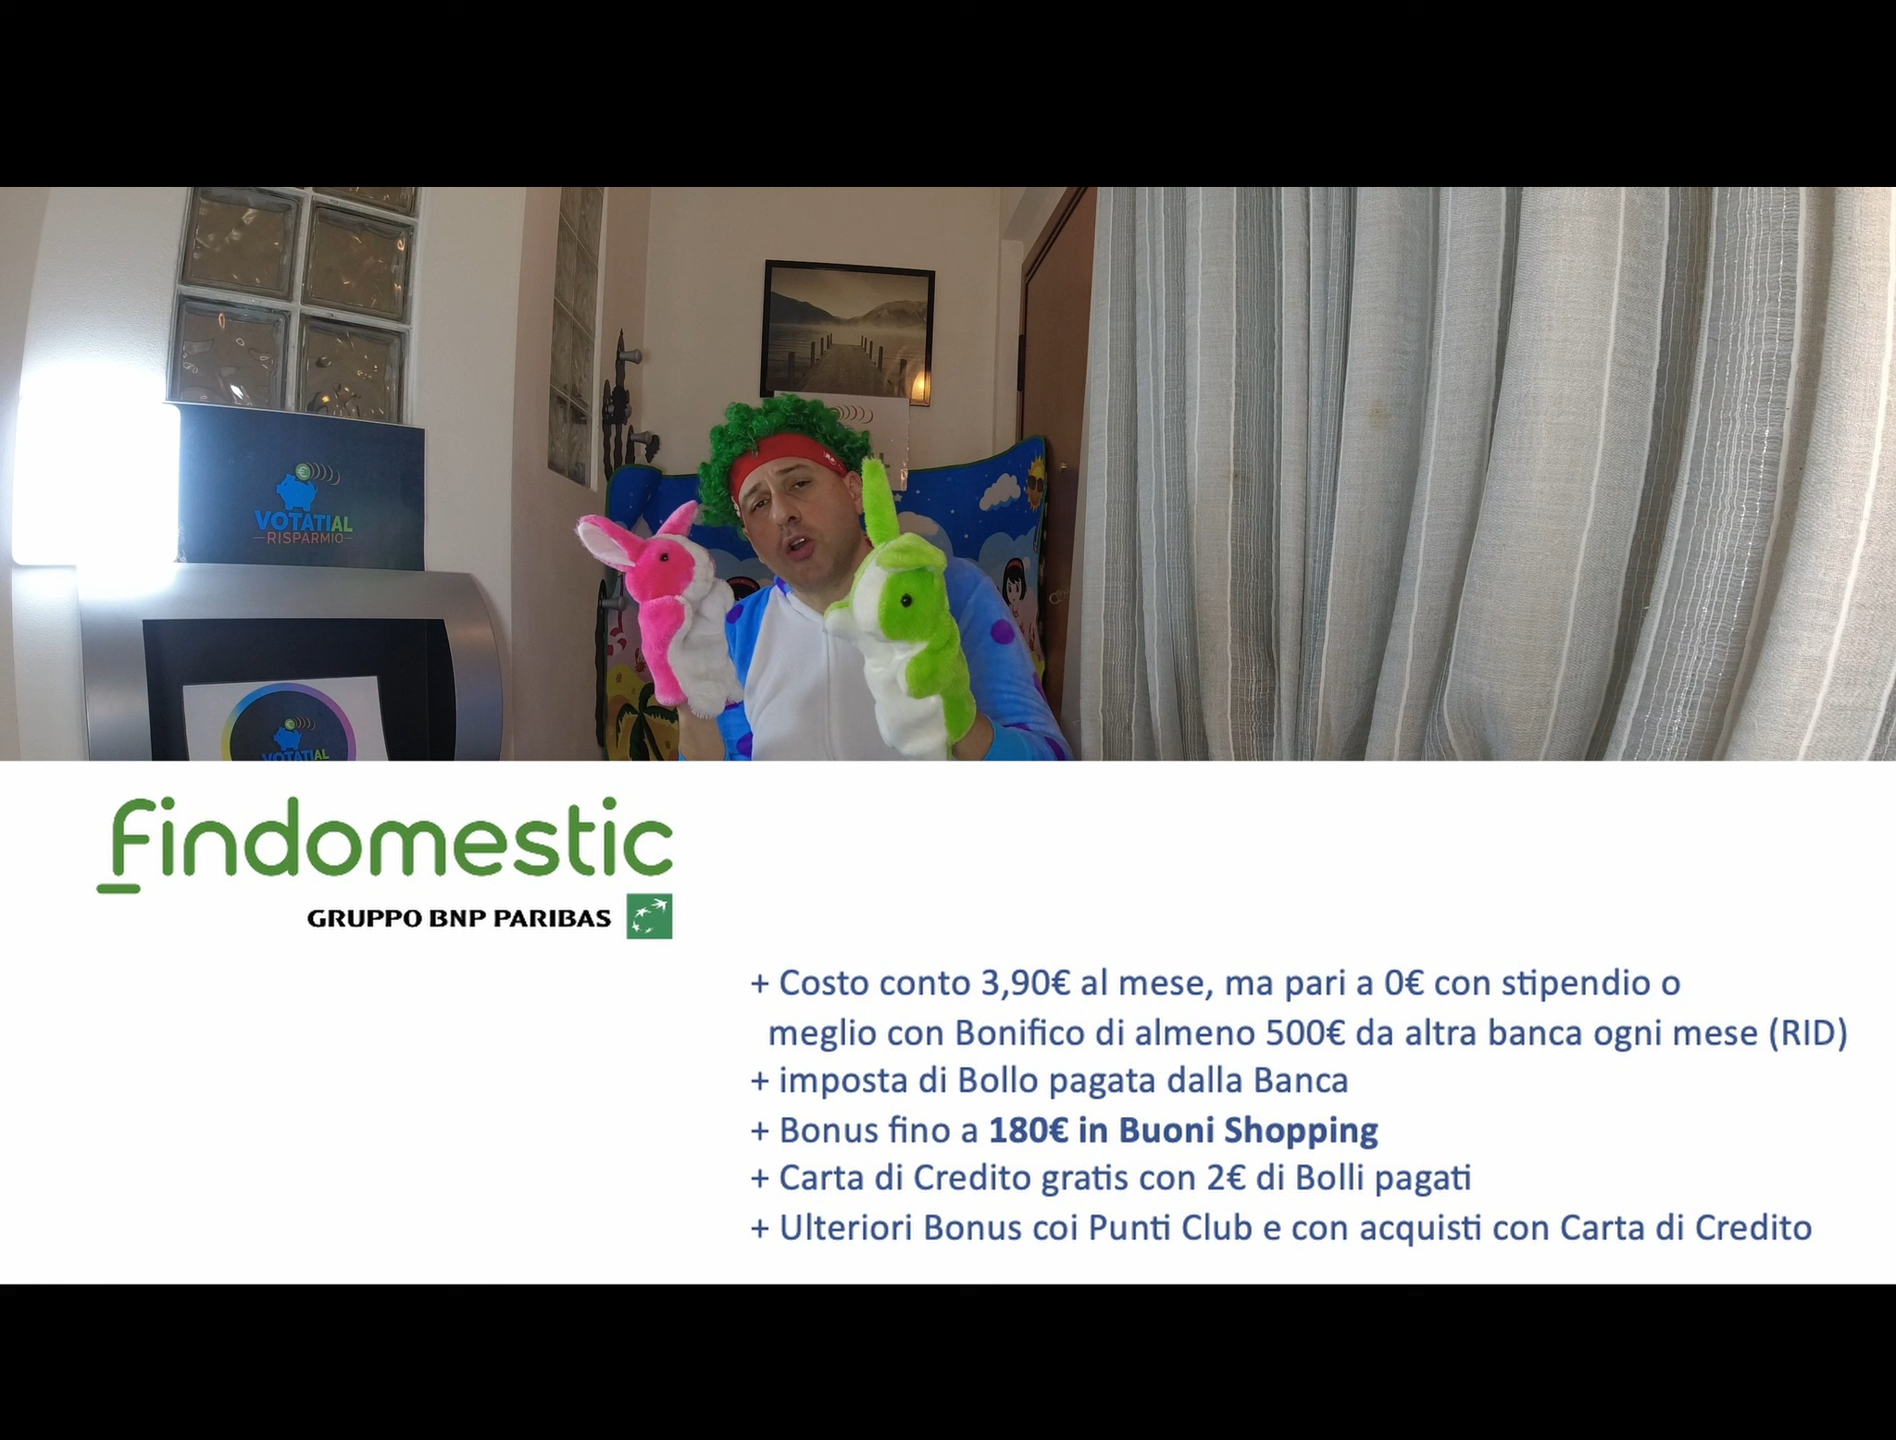 VOTATIAL
RISPARMIO
VOTATIAL
findomestic
GRUPPO BNP PARIBAS
+ Costo conto 3,90€ al mese, ma pari a 0€ con stipendio o
meglio con Bonifico di almeno 500€ da altra banca ogni mese (RID)
+ imposta di Bollo pagata dalla Banca
+ Bonus fino a 180€ in Buoni Shopping
+ Carta di Credito gratis con 2€ di Bolli pagati
+ Ulteriori Bonus coi Punti Club e con acquisti con Carta di Credito